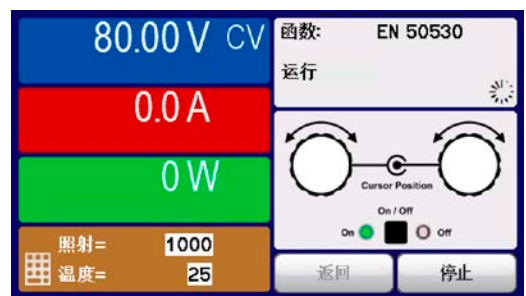 80.00 V CV
0.0 A
0 W
照射= 1000
温度= 25
函数: EN 50530
运行
Cursor Position
On / Off
On
Off
返回
停止